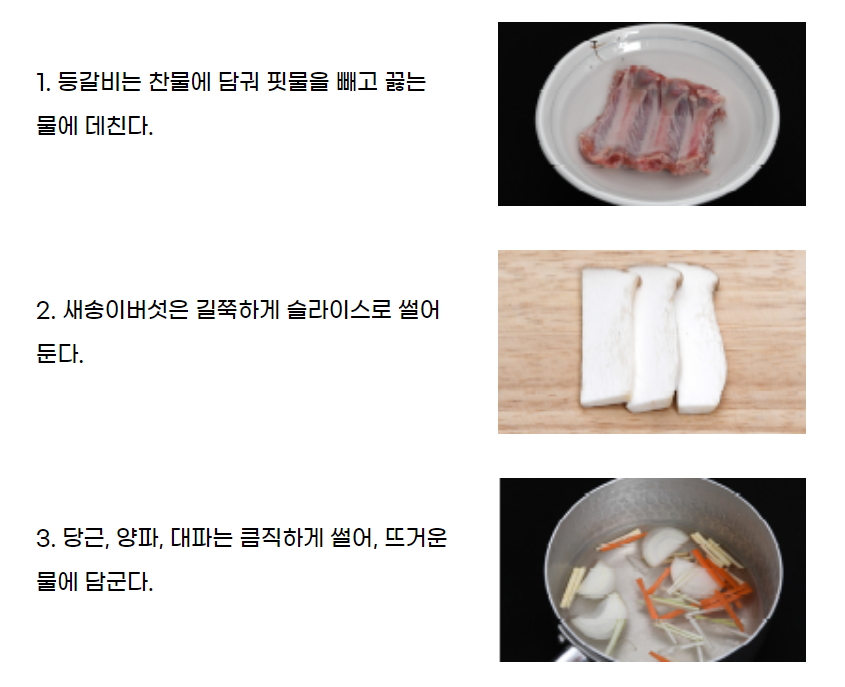 1. 등갈비는 찬물에 담궈 핏물을 빼고 끓는
물에 데친다.
2. 새송이버섯은 길쭉하게 슬라이스로 썰어
둔다.
3. 당근, 양파, 대파는 큼직하게 썰어, 뜨거운
물에 담군다.